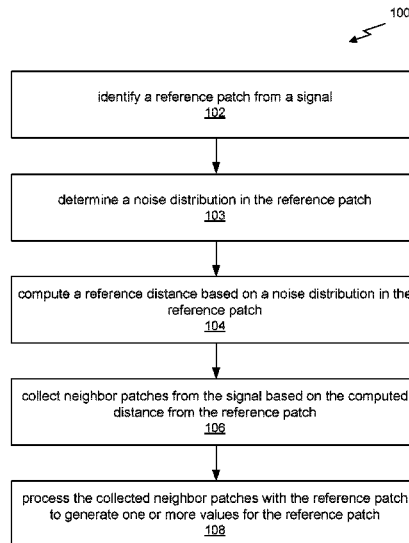 100
identify a reference patch from a signal
102
determine a noise distribution in the reference patch
103
compute a reference distance based on a noise distribution in the
reference patch
104
collect neighbor patches from the signal based on the computed
distance from the reference patch
106
process the collected neighbor patches with the reference patch
to generate one or more values for the reference patch
108